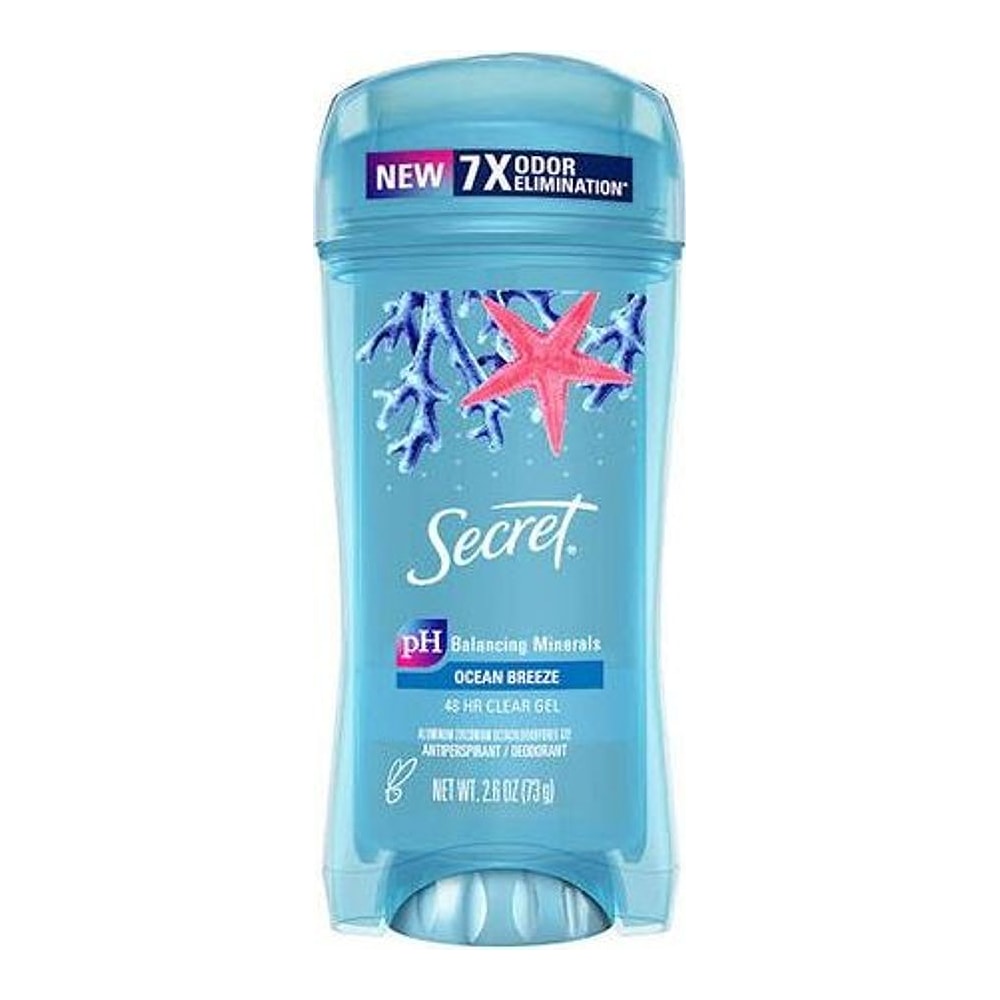 NEW 7X ODOR
ELIMINATION*
Secret®
pH Balancing Minerals
OCEAN BREEZE
48 HR CLEAR GEL
ANTIPERSPIRANT / DEODORANT
NET WT. 2.6 OZ (73 g)